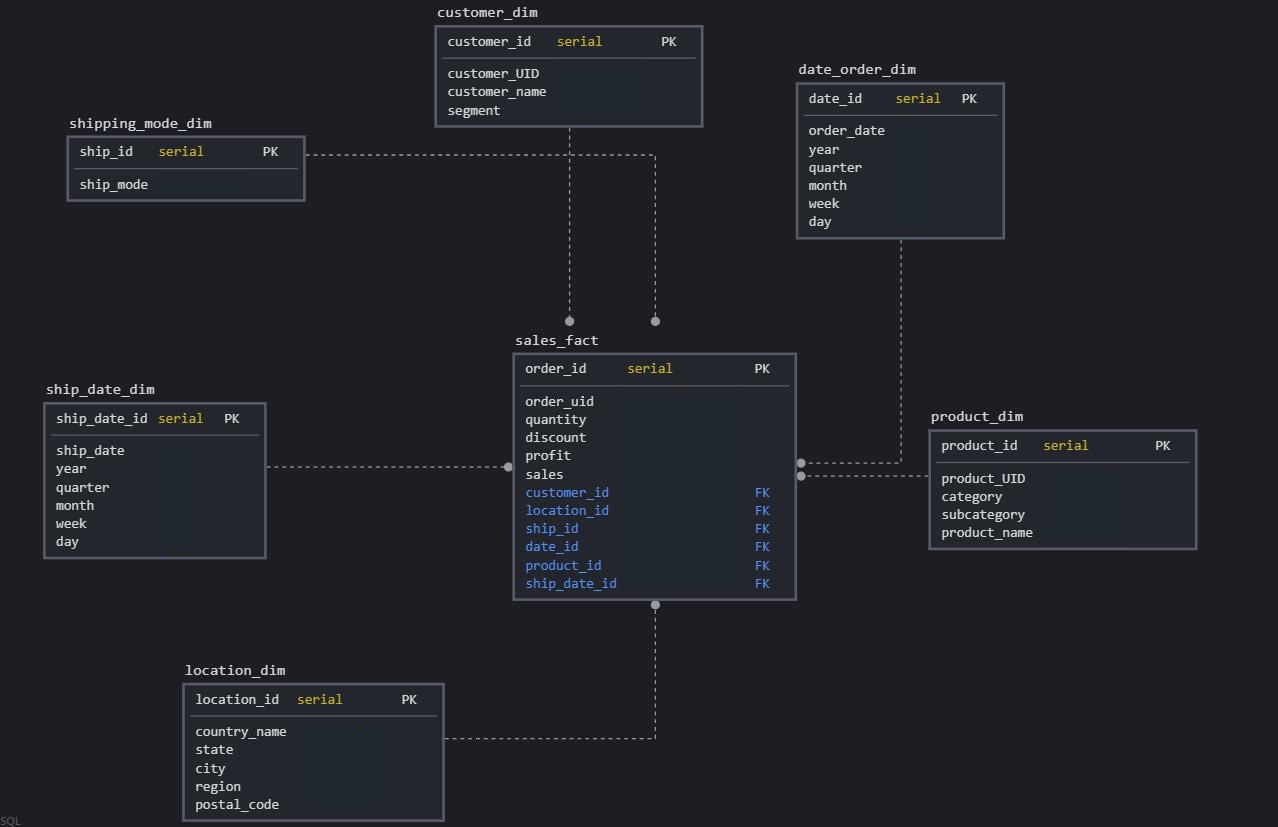 customer_dim
customer_id serial PK
customer_UID
customer_name
segment
date_order_dim
date_id serial PK
order_date
year
quarter
month
week
day
shipping_mode_dim
ship_id serial PK
ship_mode
sales_fact
order_id serial PK
order_uid
quantity
discount
profit
sales
customer_id FK
location_id FK
ship_id FK
date_id FK
product_id FK
ship_date_id FK
ship_date_dim
ship_date_id serial PK
ship_date
year
quarter
month
week
day
product_dim
product_id serial PK
product_UID
category
subcategory
product_name
location_dim
location_id serial PK
country_name
state
city
region
postal_code
SQL